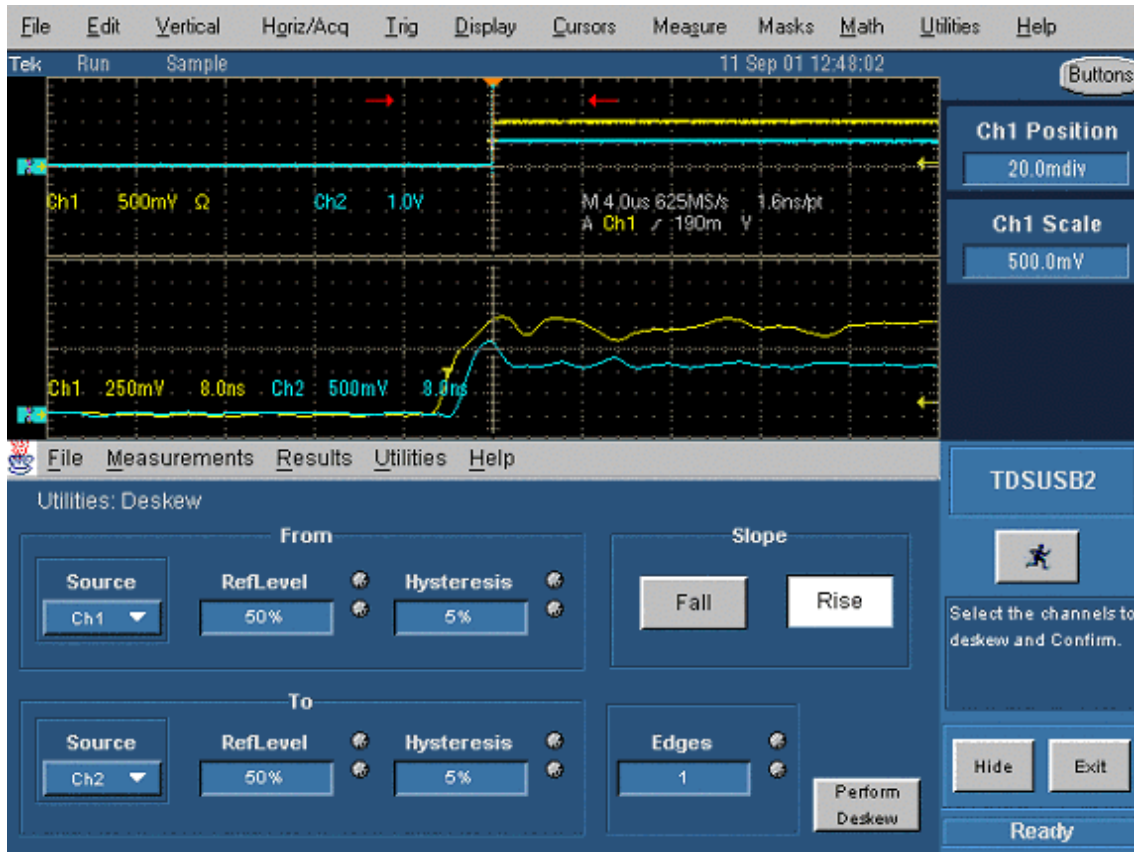 File Edit Vertical Horiz/Acq Trig Display Cursors Measure Masks Math Utilities Help
Tek Run Sample 11 Sep 01 12:48:02
Buttons
Ch1 Position
20.0mdiv
Ch1 500mV Ω Ch2 1.0V M 4.0us 625MS/s 1.6ns/pt
A Ch1 190m V
Ch1 Scale
500.0mV
Ch1 250mV 8.0ns Ch2 500mV 8.0ns
File Measurements Results Utilities Help
TDSUSB2
Utilities: Deskew
From
Slope
Source RefLevel Hysteresis
Ch1 50% 5%
Fall Rise
Select the channels to
deskew and Confirm.
To
Source RefLevel Hysteresis Edges
Ch2 50% 5% 1
Perform
Deskew
Hide Exit
Ready